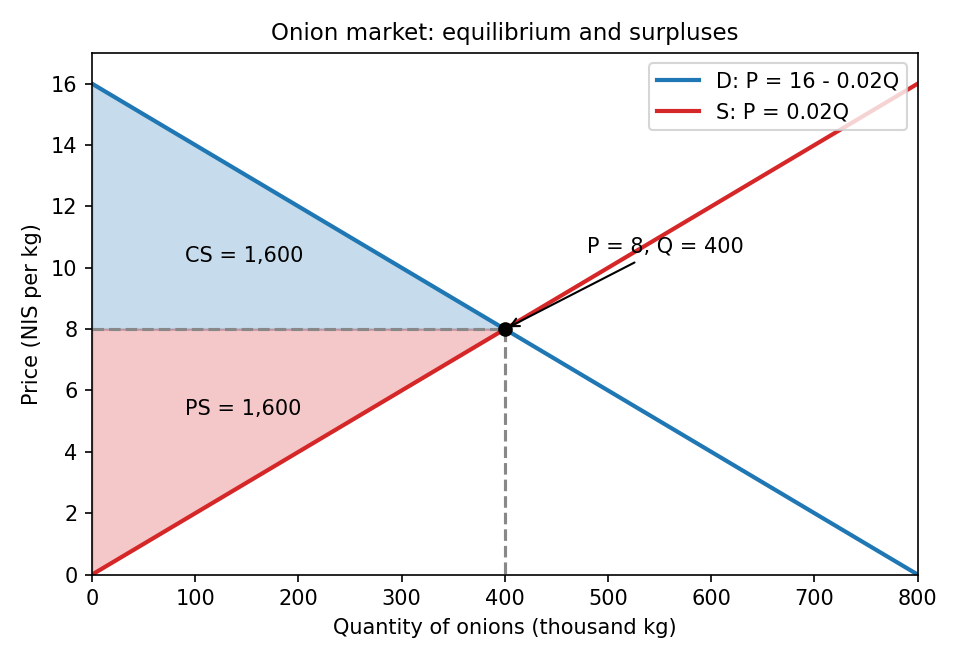 Onion market: equilibrium and surpluses
D: P = 16 - 0.02Q
S: P = 0.02Q
16
14
12
10
8
6
4
2
0
Price (NIS per kg)
CS = 1,600
P = 8, Q = 400
PS = 1,600
0 100 200 300 400 500 600 700 800
Quantity of onions (thousand kg)